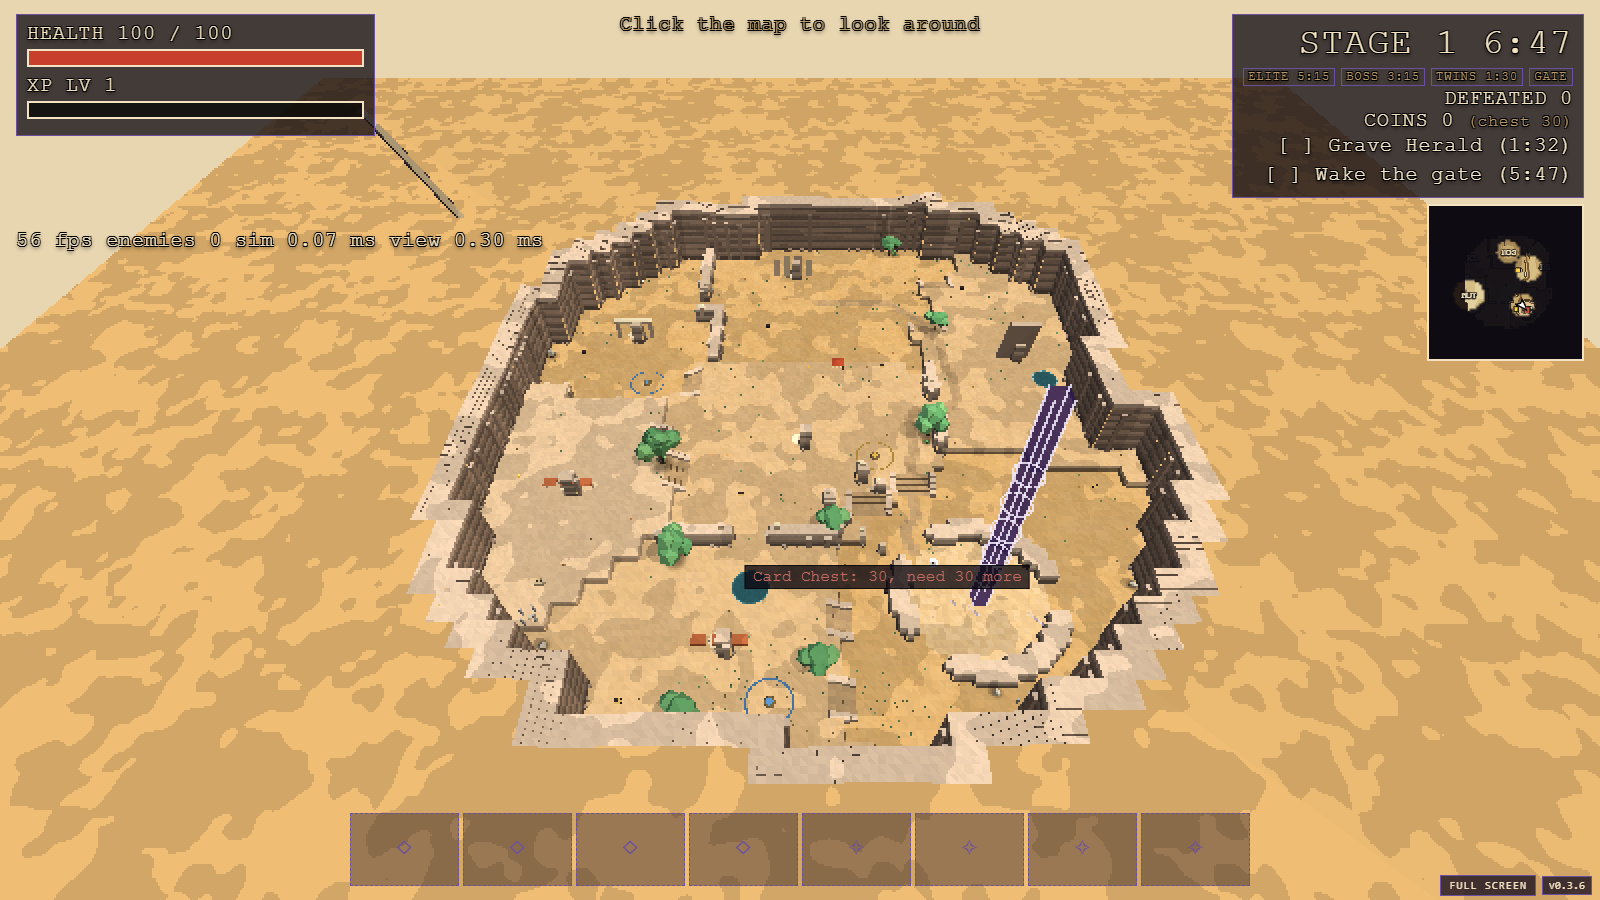 HEALTH 100 / 100
XP LV 1
Click the map to look around
STAGE 1 6:47
ELITE 5:15 BOSS 3:15 TWINS 1:30 GATE
DEFEATED 0
COINS 0 (chest 30)
[ ] Grave Herald (1:32)
[ ] Wake the gate (5:47)
56 fps enemies 0 sim 0.07 ms view 0.30 ms
Card Chest: 30, need 30 more
FULL SCREEN
v0.3.6